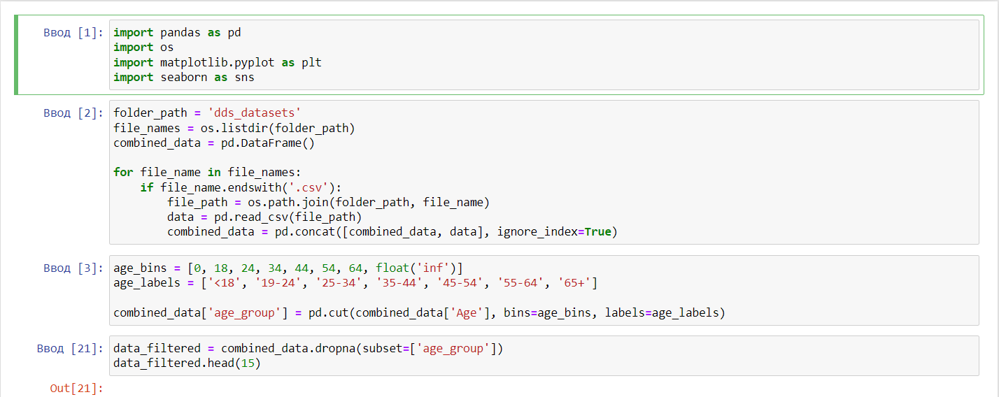 Ввод [1]: import pandas as pd
import os
import matplotlib.pyplot as plt
import seaborn as sns
Ввод [2]: folder_path = 'dds_datasets'
file_names = os.listdir(folder_path)
combined_data = pd.DataFrame()
for file_name in file_names:
    if file_name.endswith('.csv'):
        file_path = os.path.join(folder_path, file_name)
        data = pd.read_csv(file_path)
        combined_data = pd.concat([combined_data, data], ignore_index=True)
Ввод [3]: age_bins = [0, 18, 24, 34, 44, 54, 64, float('inf')]
age_labels = ['<18', '19-24', '25-34', '35-44', '45-54', '55-64', '65+']
combined_data['age_group'] = pd.cut(combined_data['Age'], bins=age_bins, labels=age_labels)
Ввод [21]: data_filtered = combined_data.dropna(subset=['age_group'])
data_filtered.head(15)
Out[21]: